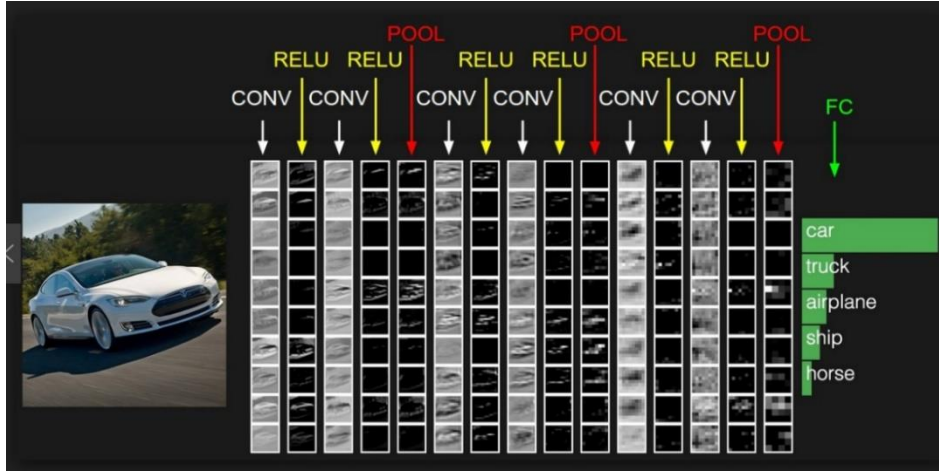 POOL POOL POOL
RELU RELU RELU RELU RELU RELU
CONV CONV CONV CONV CONV CONV
FC
car
truck
airplane
ship
horse